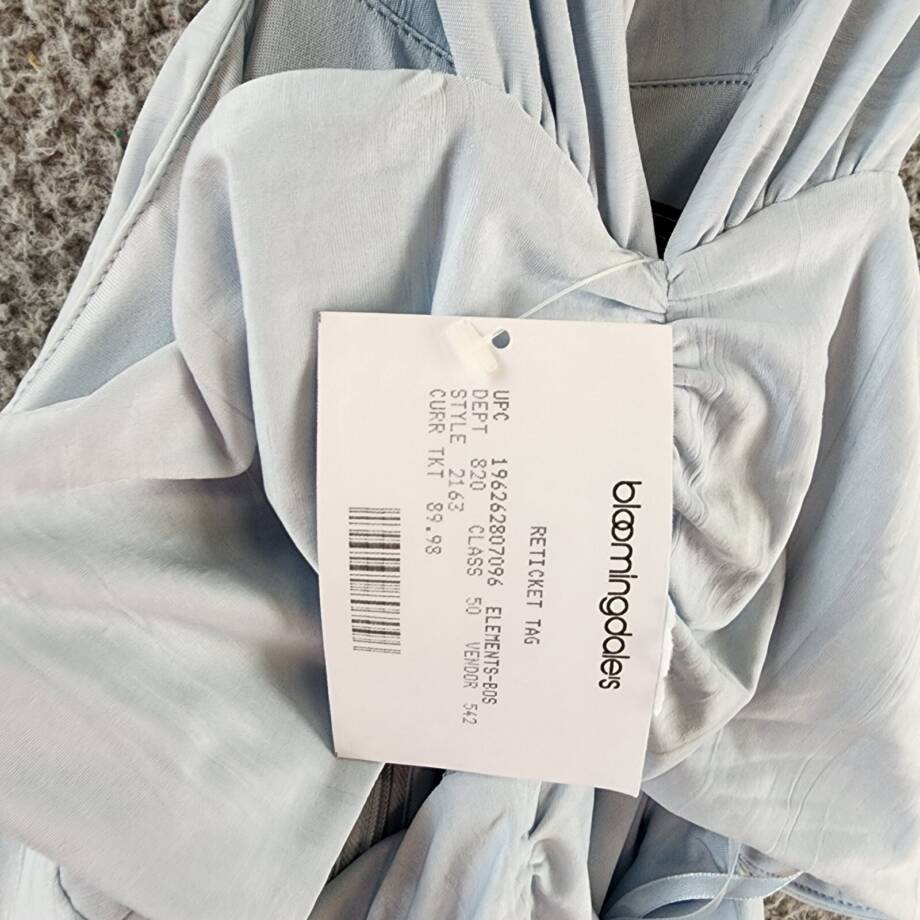 bloomingdale's
RETICKET TAG
UPC 196262807096 ELEMENTS-BOS
DEPT 820 CLASS 50 VENDOR 542
STYLE 2163
CURR TKT 89.98